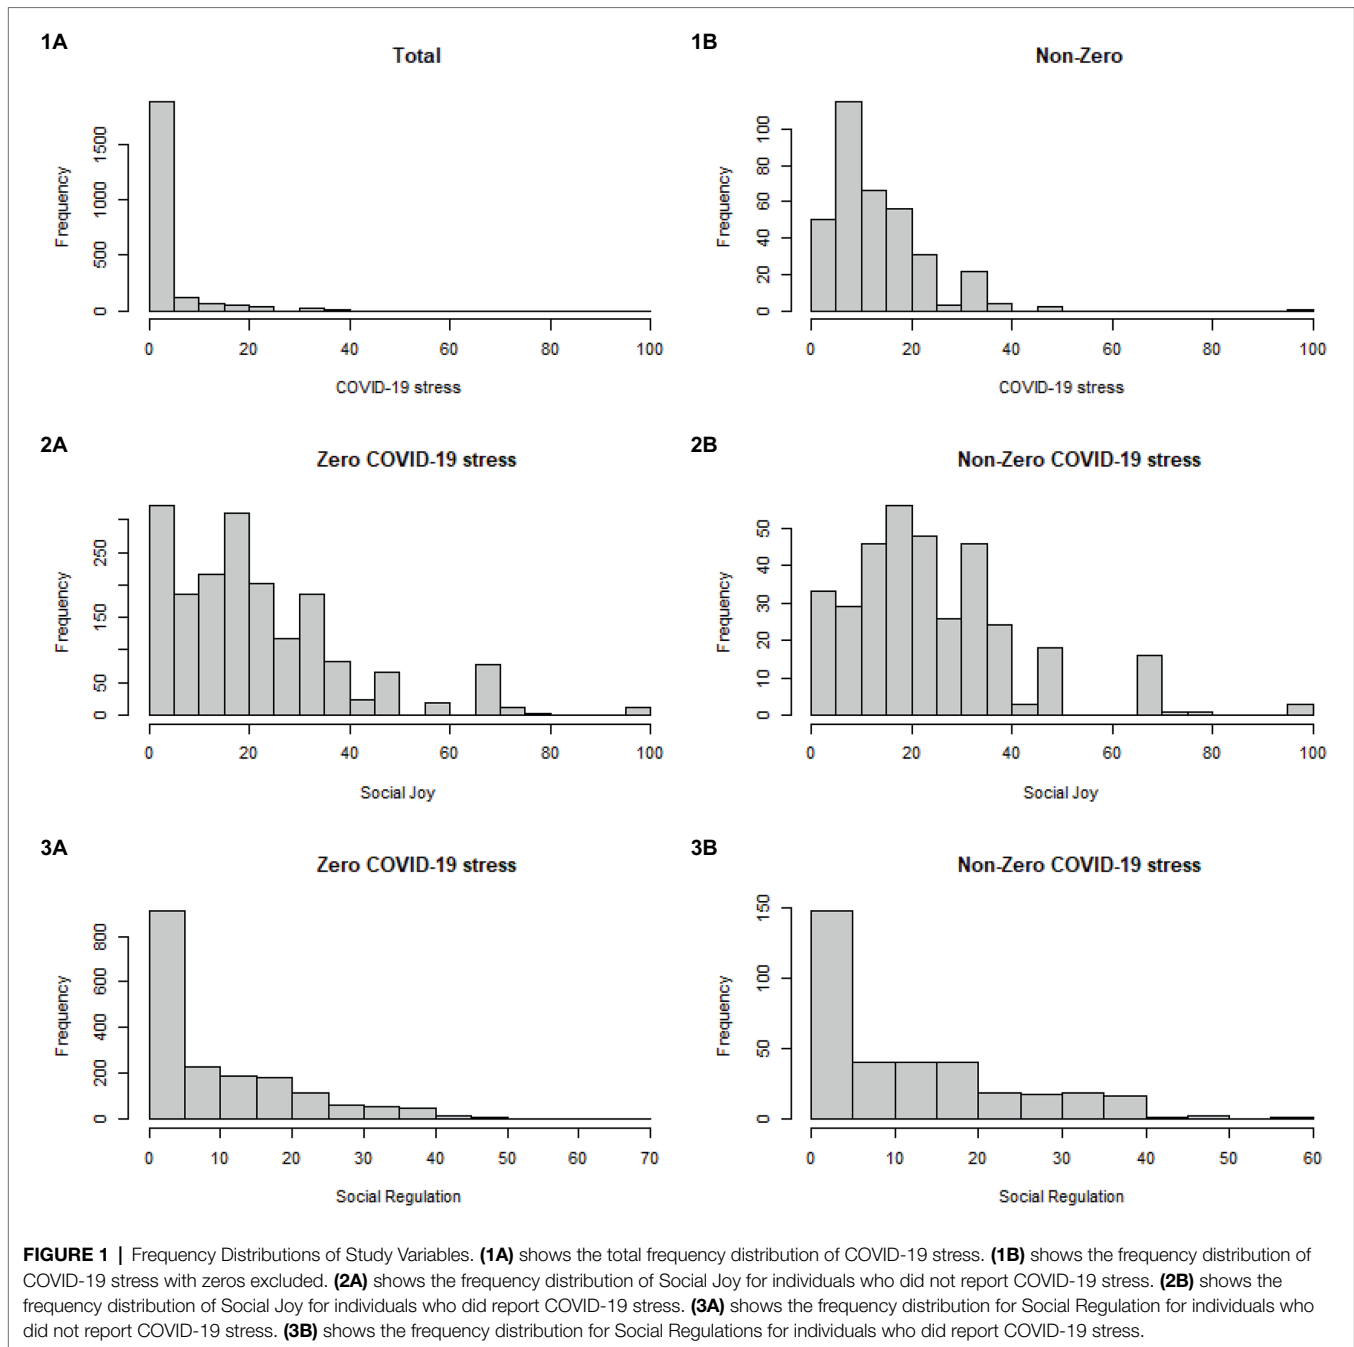 1A
Total
1500
1000
500
0
Frequency
0 20 40 60 80 100
COVID-19 stress
1B
Non-Zero
100
80
60
40
20
0
Frequency
0 20 40 60 80 100
COVID-19 stress
2A
Zero COVID-19 stress
250
150
50
0
Frequency
0 20 40 60 80 100
Social Joy
2B
Non-Zero COVID-19 stress
50
40
30
20
10
0
Frequency
0 20 40 60 80 100
Social Joy
3A
Zero COVID-19 stress
800
600
400
200
0
Frequency
0 10 20 30 40 50 60 70
Social Regulation
3B
Non-Zero COVID-19 stress
150
100
50
0
Frequency
0 10 20 30 40 50 60
Social Regulation
FIGURE 1 | Frequency Distributions of Study Variables. (1A) shows the total frequency distribution of COVID-19 stress. (1B) shows the frequency distribution of
COVID-19 stress with zeros excluded. (2A) shows the frequency distribution of Social Joy for individuals who did not report COVID-19 stress. (2B) shows the
frequency distribution of Social Joy for individuals who did report COVID-19 stress. (3A) shows the frequency distribution for Social Regulation for individuals who
did not report COVID-19 stress. (3B) shows the frequency distribution for Social Regulations for individuals who did report COVID-19 stress.